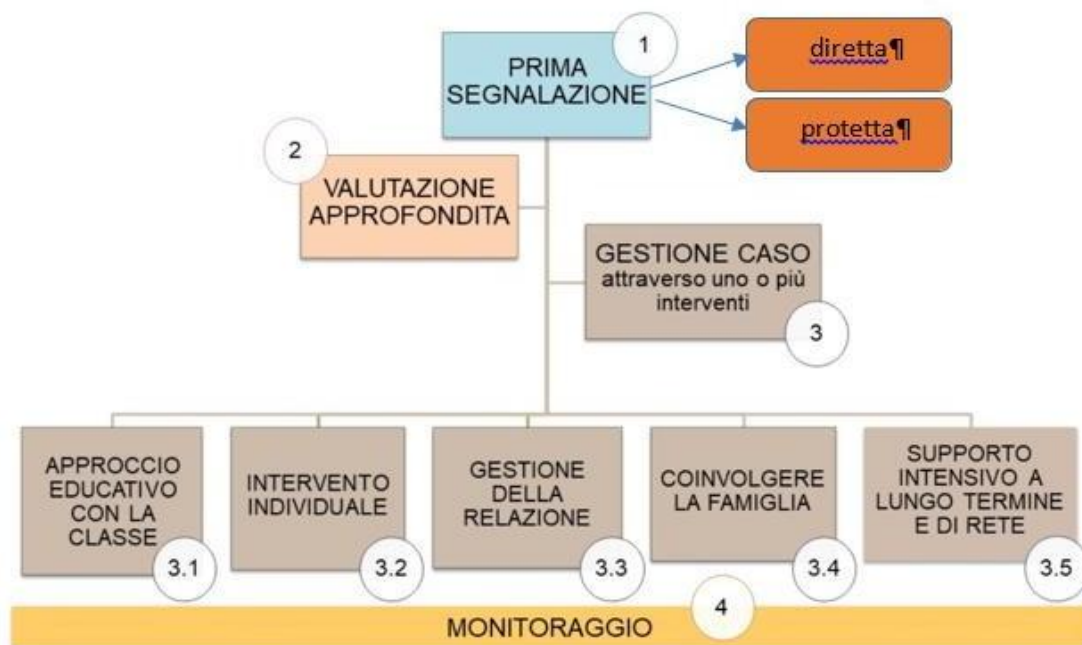 1
PRIMA
SEGNALAZIONE
diretta¶
protetta¶
2
VALUTAZIONE
APPROFONDITA
GESTIONE CASO
attraverso uno o più
interventi
3
APPROCCIO
EDUCATIVO
CON LA
CLASSE
3.1
INTERVENTO
INDIVIDUALE
3.2
GESTIONE
DELLA
RELAZIONE
3.3
COINVOLGERE
LA FAMIGLIA
3.4
SUPPORTO
INTENSIVO A
LUNGO TERMINE
E DI RETE
3.5
4
MONITORAGGIO